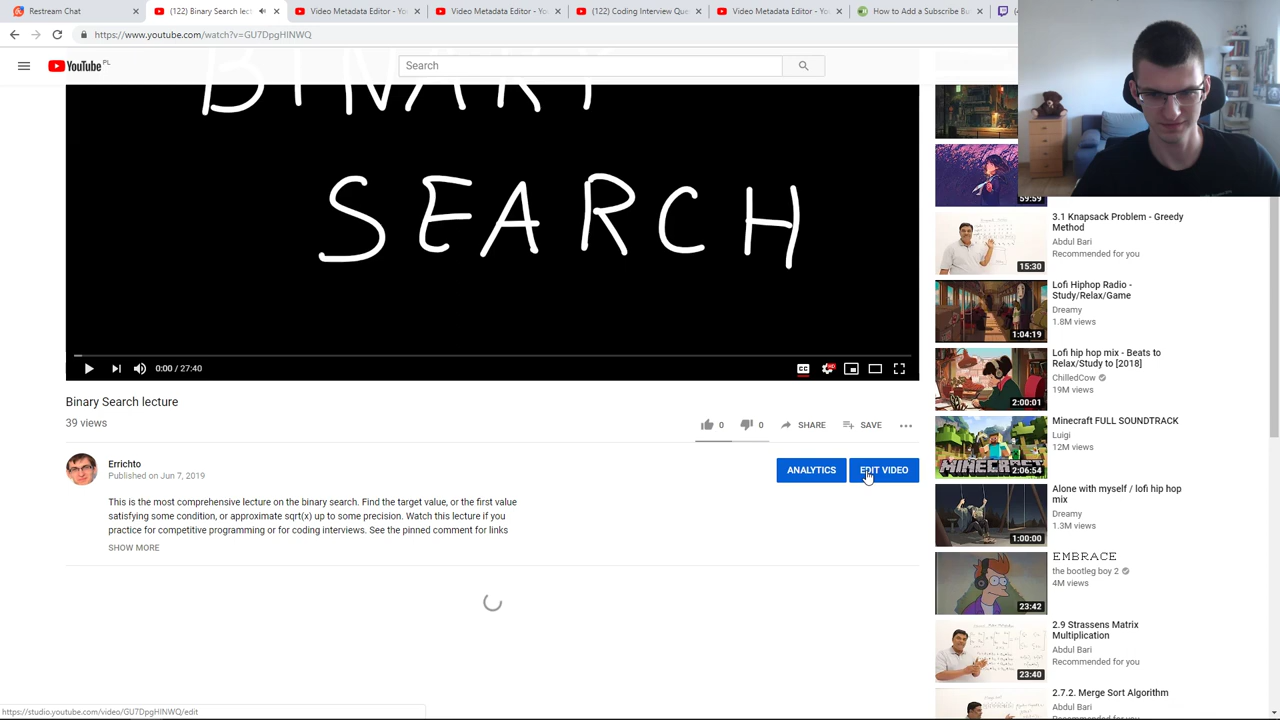 Restream Chat
(122) Binary Search lect
Video Metadata Editor - Yo
Video Metadata Editor - Yo
(122) Coding Interview Que
Video Metadata Editor - Yo
How to Add a Subscribe Bu
https://www.youtube.com/watch?v=GU7DpgHINWQ
YouTube PL
Search
BINARY
SEARCH
0:00 / 27:40
CC
HD
Binary Search lecture
39 views
0
0
SHARE
SAVE
Errichto
Published on Jun 7, 2019
ANALYTICS
EDIT VIDEO
This is the most comprehensive lecture on binary search. Find the target value, or the first value
satisfying some condition, or approximate sqrt(x) up to some precision. Watch this lecture if you
practice for competitive programming or for coding interviews. See the pinned comment for links
SHOW MORE
59:59
3.1 Knapsack Problem - Greedy
Method
Abdul Bari
Recommended for you
15:30
Lofi Hiphop Radio -
Study/Relax/Game
Dreamy
1.8M views
1:04:19
Lofi hip hop mix - Beats to
Relax/Study to [2018]
ChilledCow
19M views
2:00:01
Minecraft FULL SOUNDTRACK
Luigi
12M views
MINECRAFT
2:06:54
Alone with myself / lofi hip hop
mix
Dreamy
1.3M views
1:00:00
EMBRACE
the bootleg boy 2
4M views
23:42
2.9 Strassens Matrix
Multiplication
Abdul Bari
Recommended for you
23:40
2.7.2. Merge Sort Algorithm
Abdul Bari
https://studio.youtube.com/video/GU7DpgHINWQ/edit